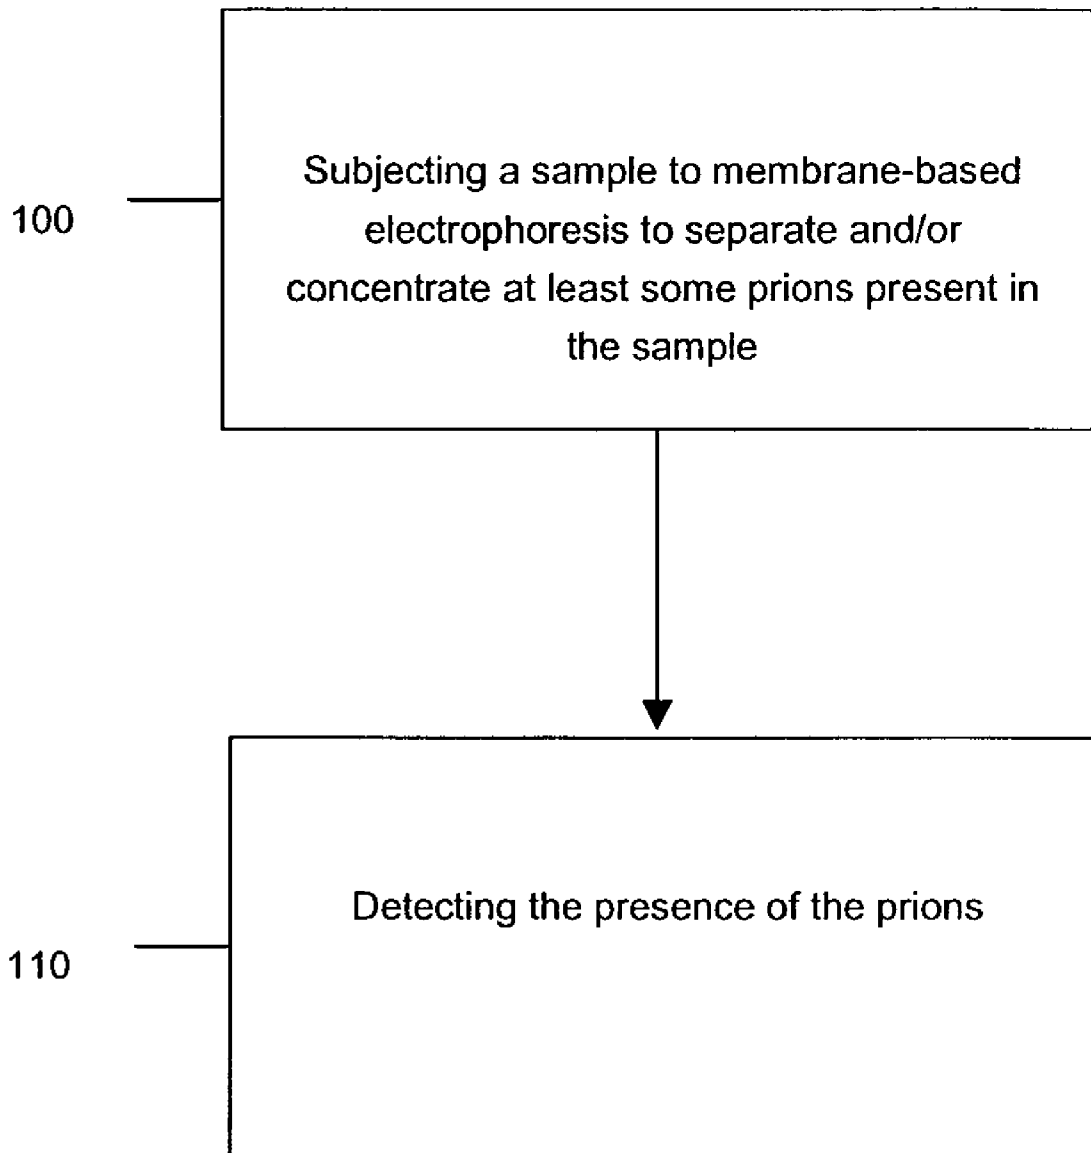 100
Subjecting a sample to membrane-based
electrophoresis to separate and/or
concentrate at least some prions present in
the sample
110
Detecting the presence of the prions